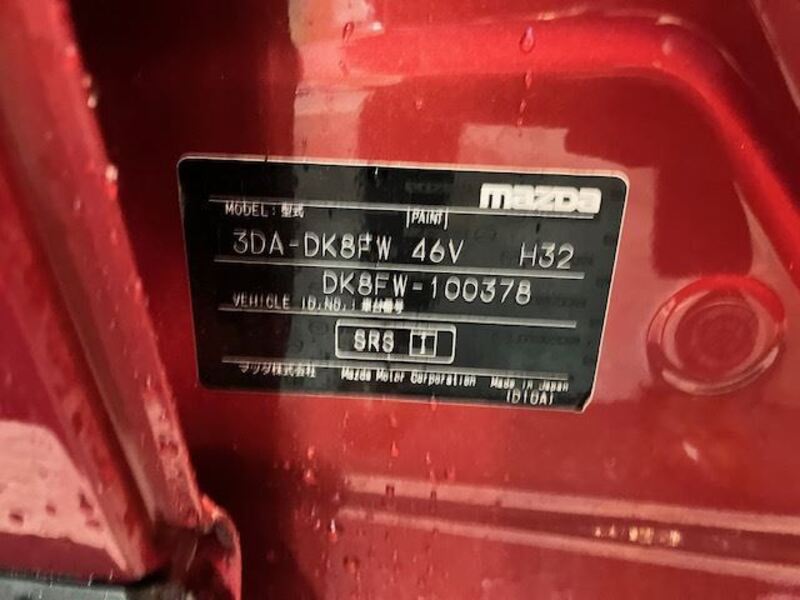 mazda
MODEL: 型式 PAINT
3DA-DK8FW 46V H32
DK8FW-100378
VEHICLE ID.NO. : 車台番号
SRS I
マツダ株式会社 Mazda Motor Corporation Made in Japan
(D10A)